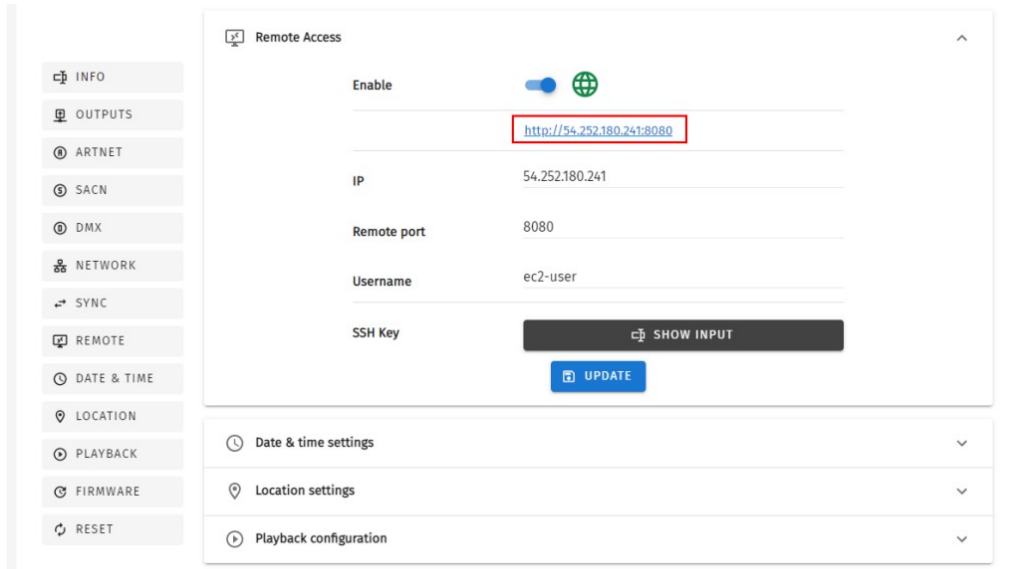 INFO
OUTPUTS
ARTNET
SACN
DMX
NETWORK
SYNC
REMOTE
DATE & TIME
LOCATION
PLAYBACK
FIRMWARE
RESET
Remote Access
Enable
http://54.252.180.241:8080
IP 54.252.180.241
Remote port 8080
Username ec2-user
SSH Key SHOW INPUT
UPDATE
Date & time settings
Location settings
Playback configuration